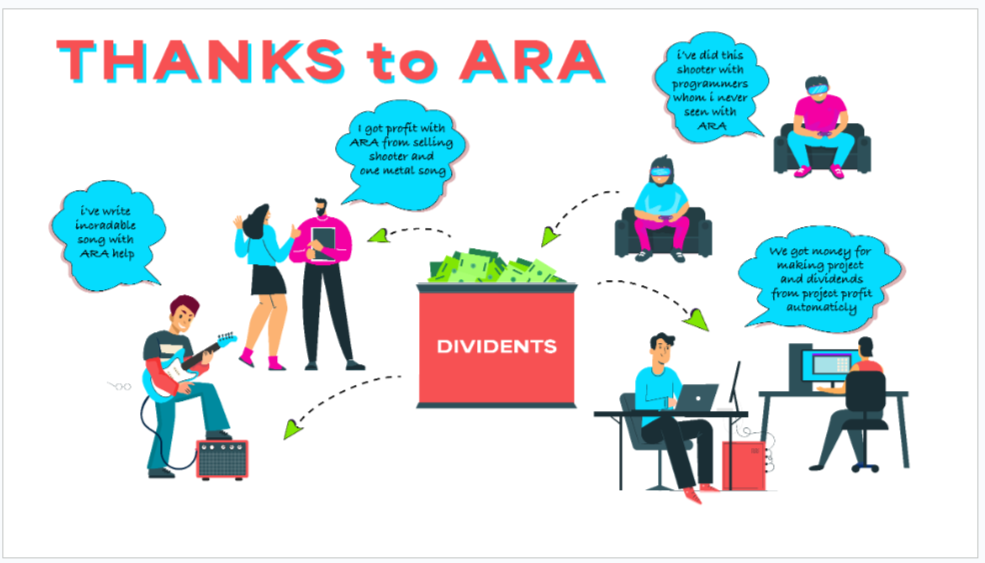 THANKS to ARA
i've did this
shooter with
programmers
whom i never
seen with
ARA
I got profit with
ARA from selling
shooter and
one metal song
i've write
incradable
song with
ARA help
We got money for
making project
and dividends
from project profit
automaticly
DIVIDENTS